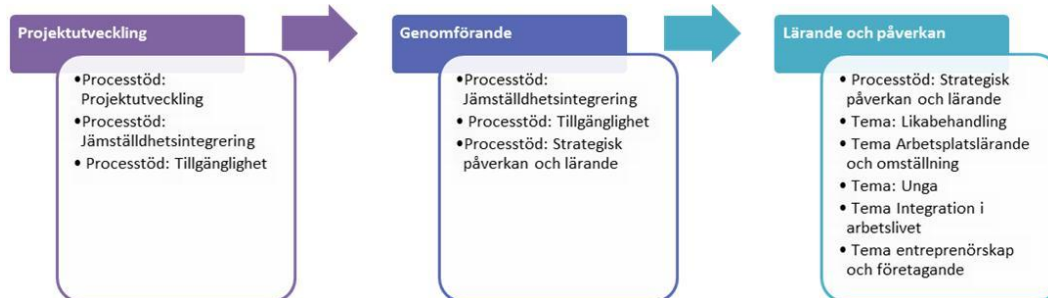 Projektutveckling
•Processtöd:
Projektutveckling
•Processtöd:
Jämställdhetsintegrering
• Processtöd: Tillgänglighet
Genomförande
•Processtöd:
Jämställdhetsintegrering
• Processtöd: Tillgänglighet
•Processtöd: Strategisk
påverkan och lärande
Lärande och påverkan
• Processtöd: Strategisk
påverkan och lärande
• Tema: Likabehandling
• Tema Arbetsplatslärande
och omställning
• Tema: Unga
• Tema Integration i
arbetslivet
• Tema entreprenörskap
och företagande